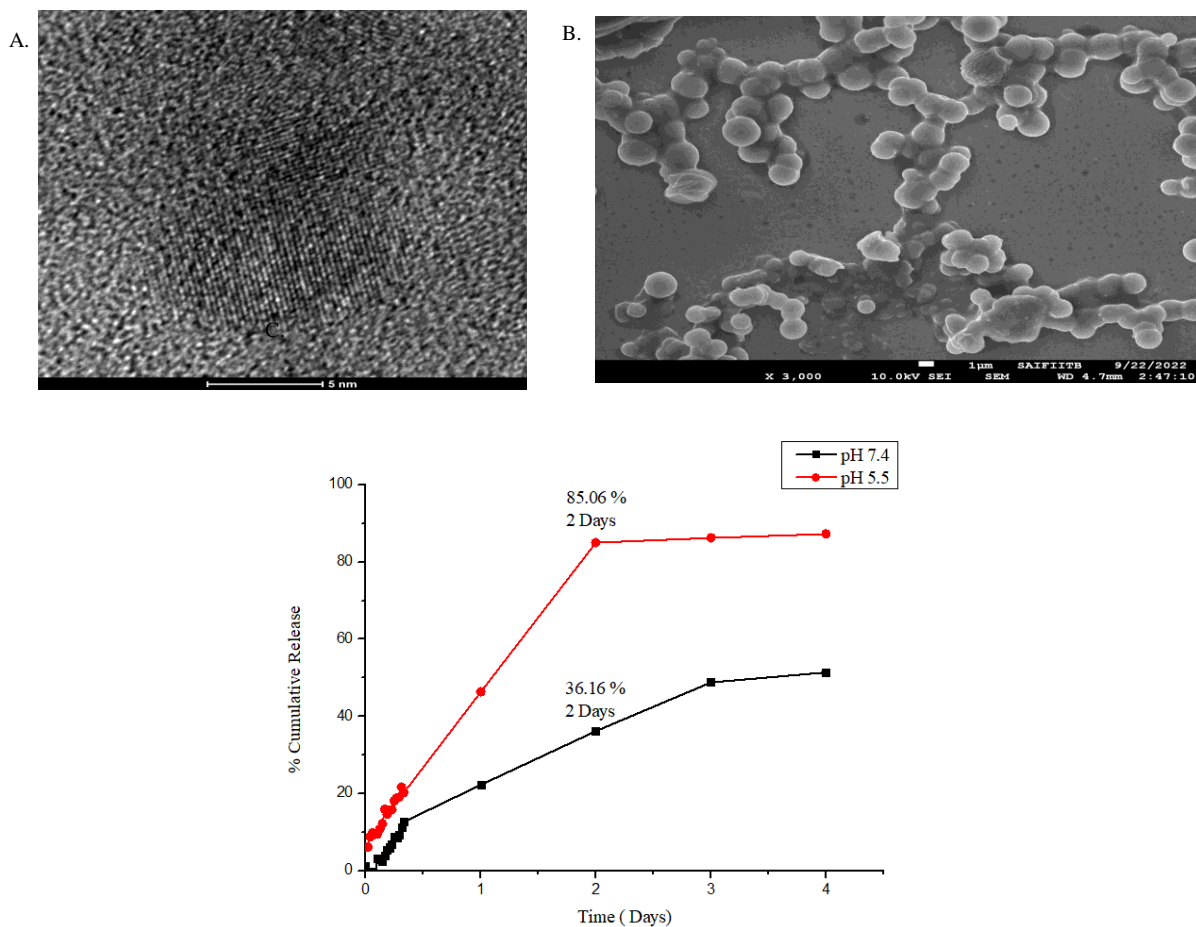 A.
B.
C.
5 nm
1µm SAIFIITB 9/22/2022
X 3,000 10.0kV SEI SEM WD 4.7mm 2:47:10
pH 7.4
pH 5.5
100
85.06 %
2 Days
80
60
36.16 %
2 Days
40
20
0
% Cumulative Release
0 1 2 3 4
Time ( Days)